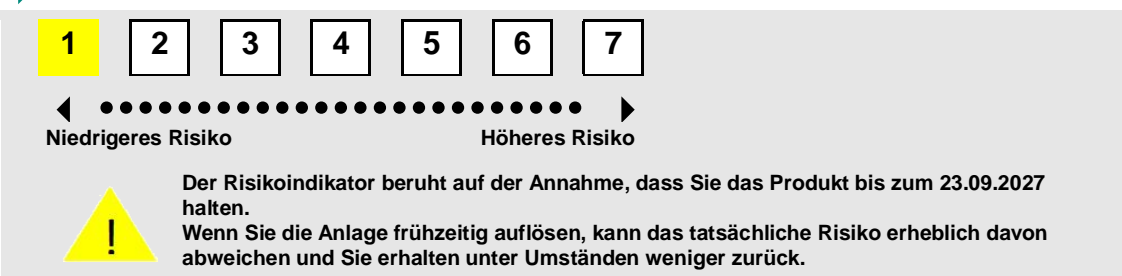 1 2 3 4 5 6 7
Niedrigeres Risiko Höheres Risiko
Der Risikoindikator beruht auf der Annahme, dass Sie das Produkt bis zum 23.09.2027
halten.
Wenn Sie die Anlage frühzeitig auflösen, kann das tatsächliche Risiko erheblich davon
abweichen und Sie erhalten unter Umständen weniger zurück.
!